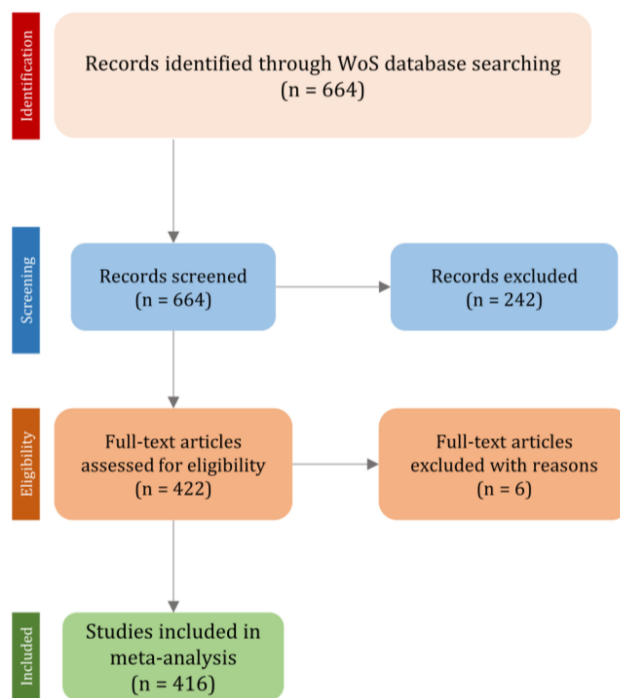 Identification
Records identified through WoS database searching
(n = 664)
Screening
Records screened
(n = 664)
Records excluded
(n = 242)
Eligibility
Full-text articles
assessed for eligibility
(n = 422)
Full-text articles
excluded with reasons
(n = 6)
Included
Studies included in
meta-analysis
(n = 416)